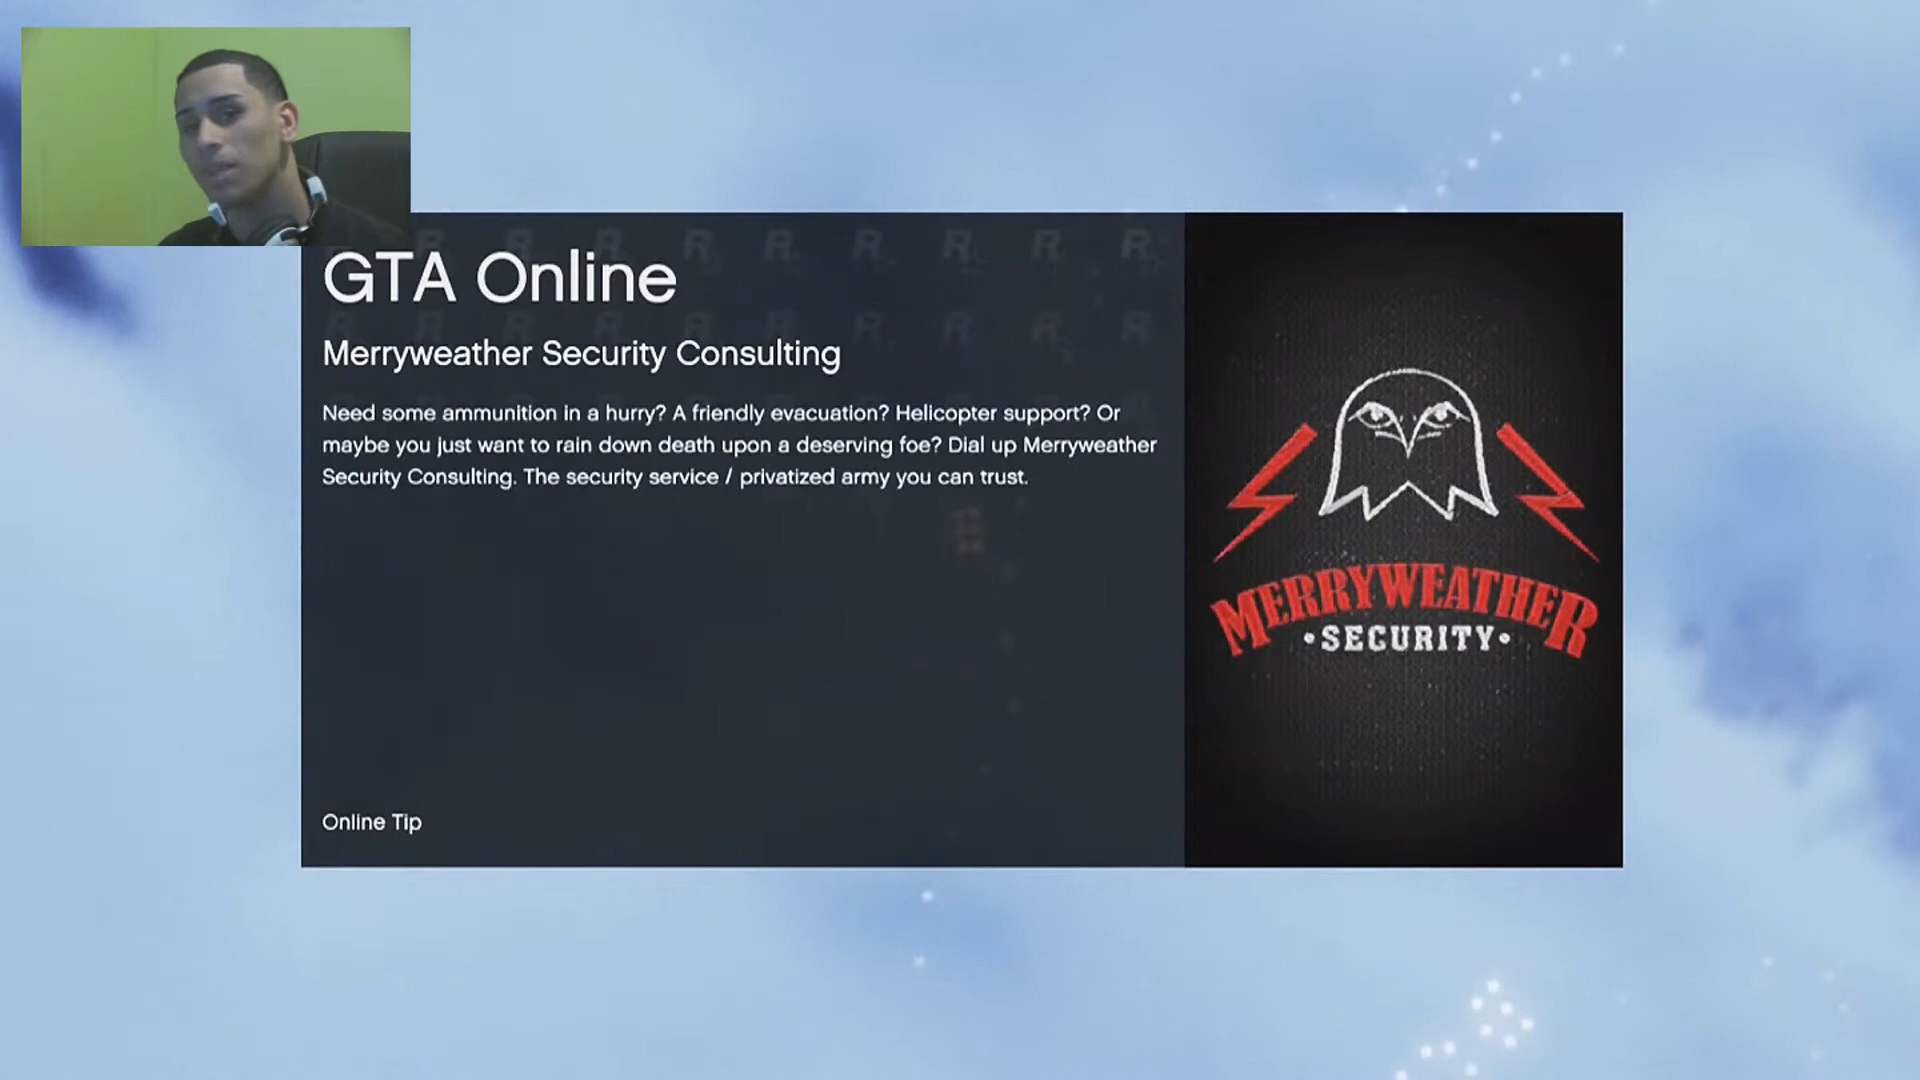 GTA Online
Merryweather Security Consulting
Need some ammunition in a hurry? A friendly evacuation? Helicopter support? Or
maybe you just want to rain down death upon a deserving foe? Dial up Merryweather
Security Consulting. The security service / privatized army you can trust.
Online Tip
MERRYWEATHER
•SECURITY•